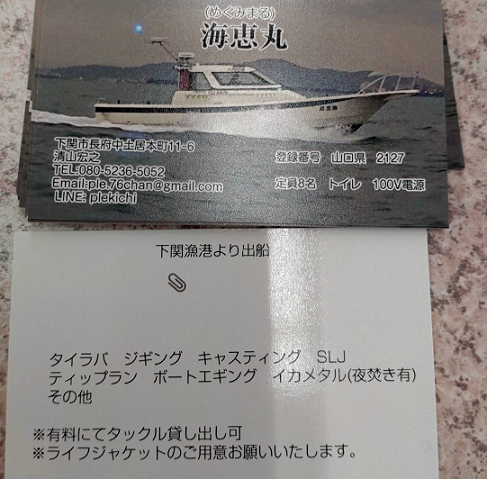 (めぐみまる)
海恵丸
下関市長府中土居本町11-6
清山宏之
TEL:080-5236-5052
Email:ple.76chan@gmail.com
LINE: plekichi
登録番号 山口県 2127
定員8名 トイレ 100V電源
下関漁港より出船
タイラバ ジギング キャスティング SLJ
ティップラン ボートエギング イカメタル(夜焚き有)
その他
※有料にてタックル貸し出し可
※ライフジャケットのご用意お願いいたします。